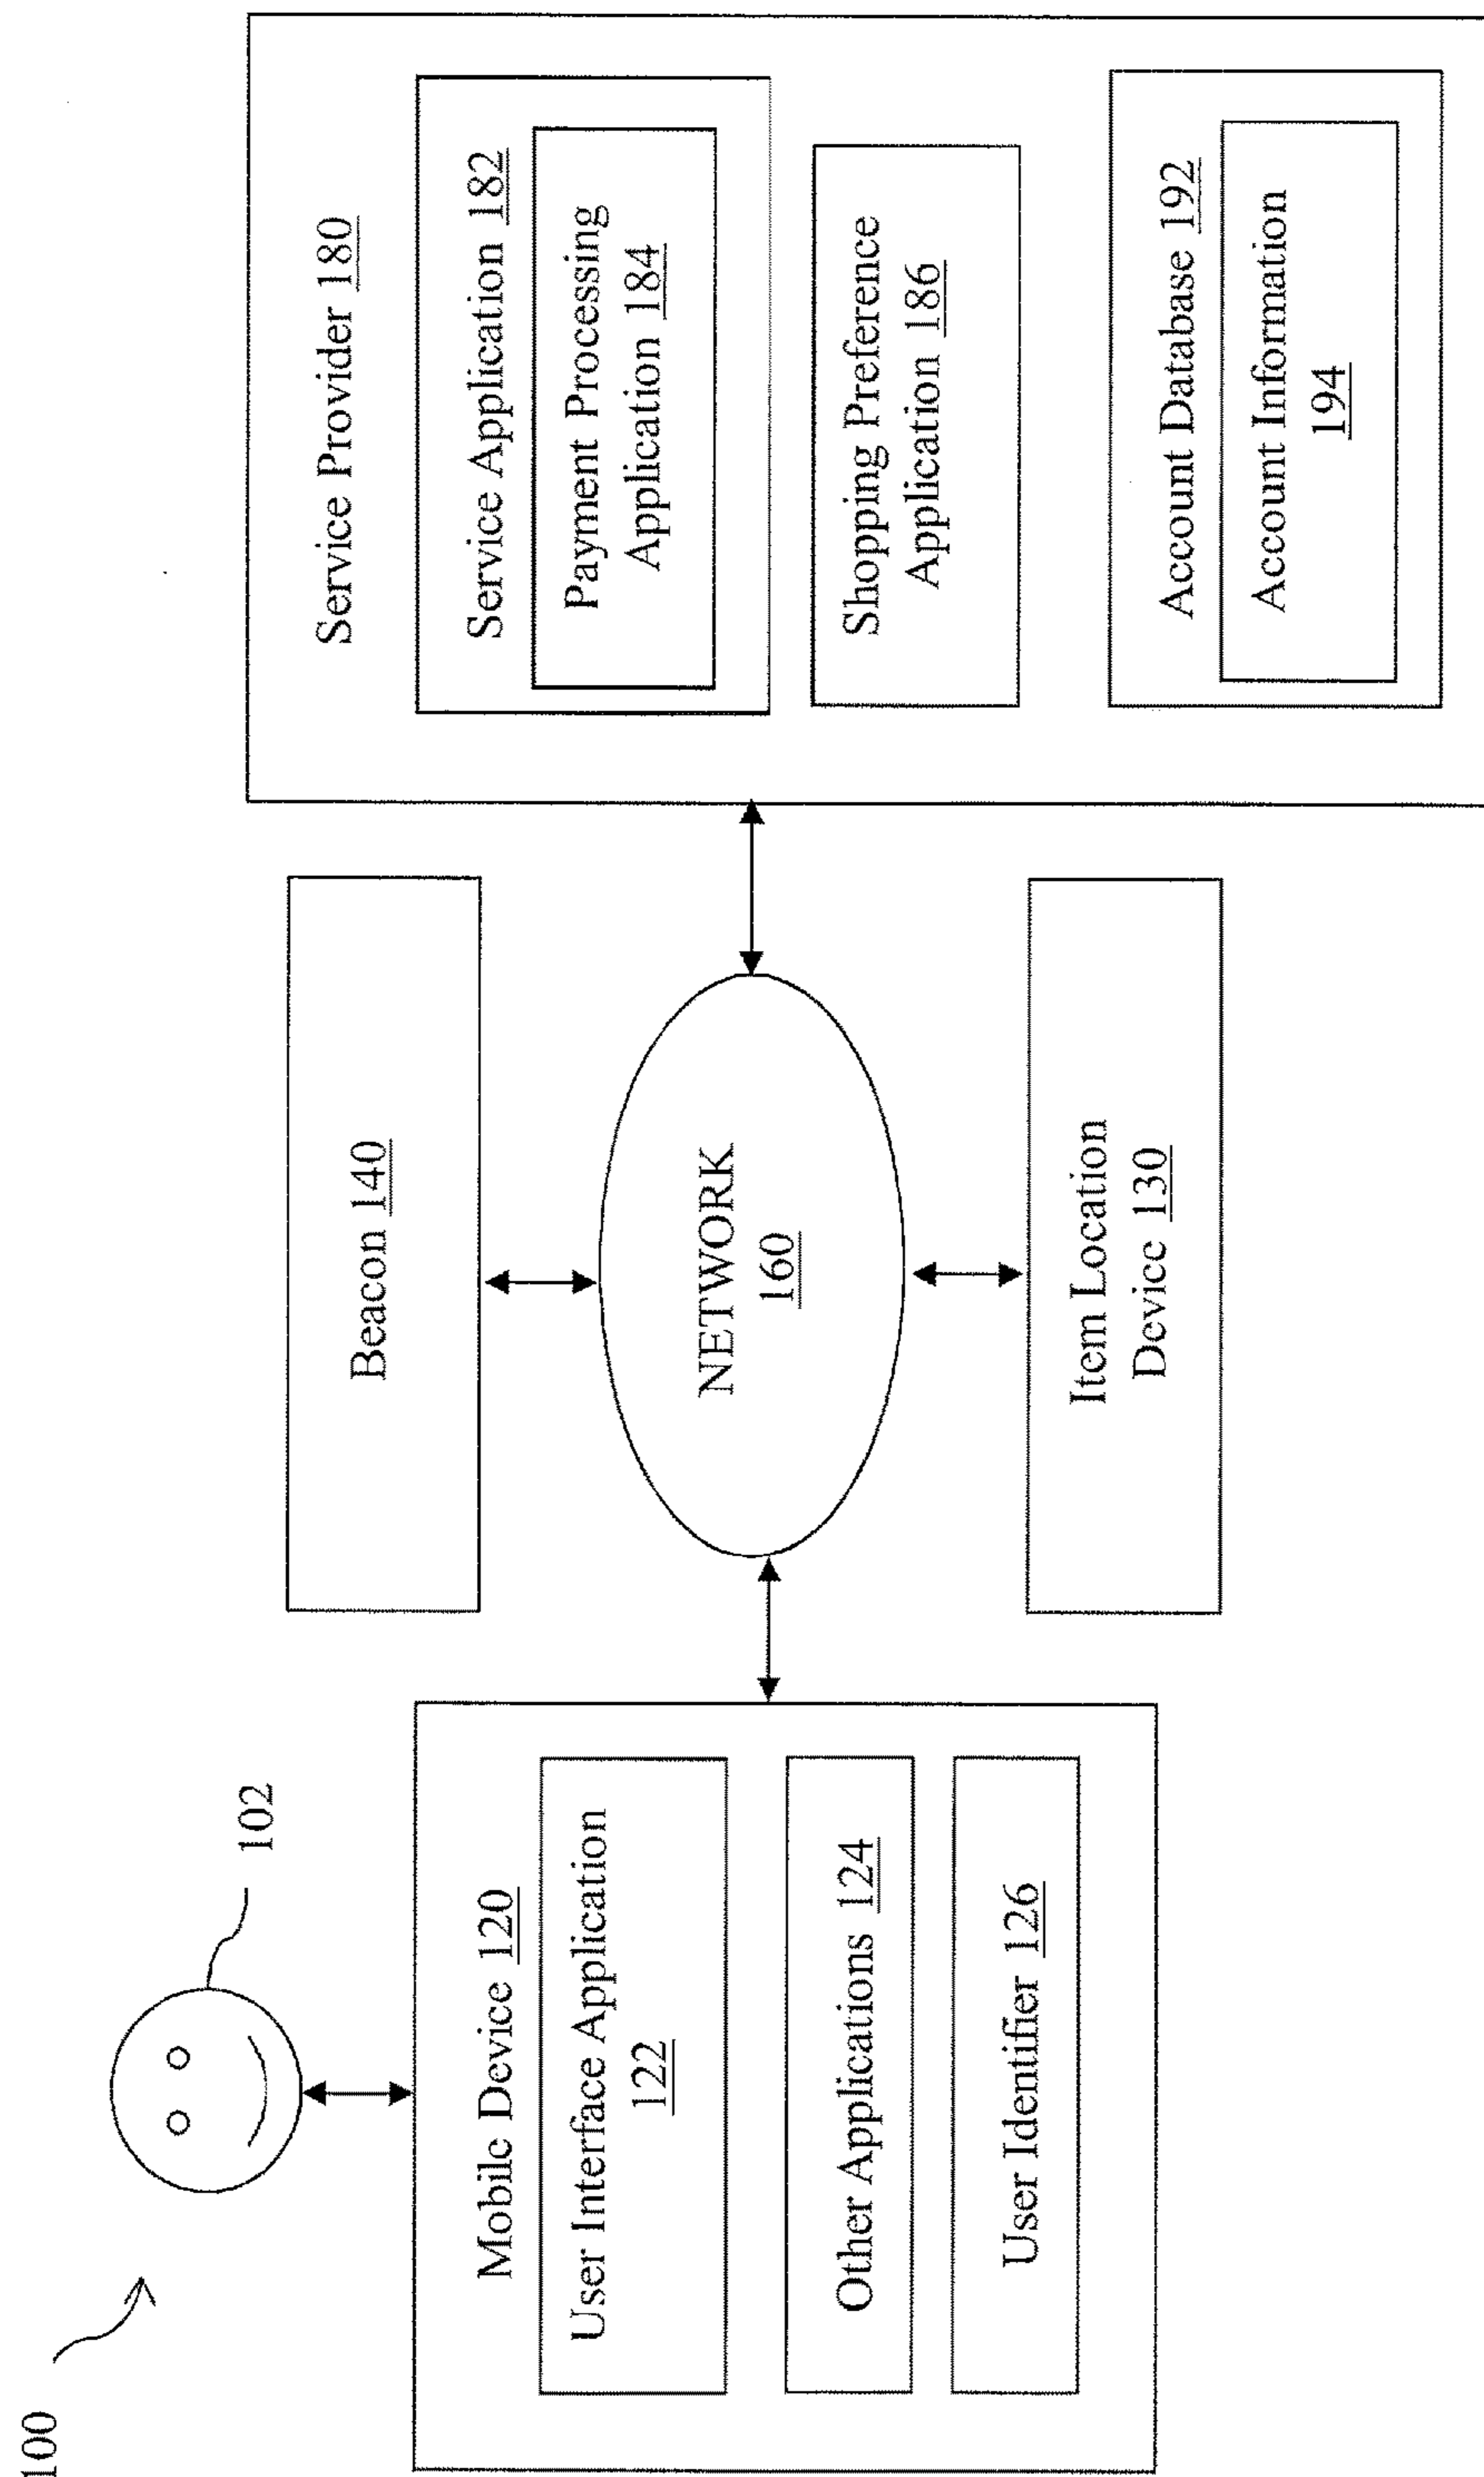 100
102
Mobile Device 120
User Interface Application
122
Other Applications 124
User Identifier 126
Beacon 140
NETWORK
160
Item Location
Device 130
Service Provider 180
Service Application 182
Payment Processing
Application 184
Shopping Preference
Application 186
Account Database 192
Account Information
194